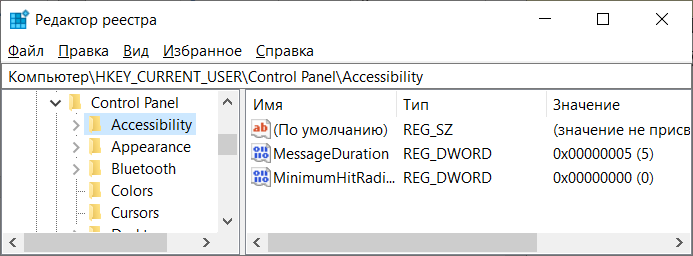 Редактор реестра
Файл Правка Вид Избранное Справка
Компьютер\HKEY_CURRENT_USER\Control Panel\Accessibility
Control Panel
Accessibility
Appearance
Bluetooth
Colors
Cursors
Имя Тип Значение
(По умолчанию) REG_SZ (значение не присв
MessageDuration REG_DWORD 0x00000005 (5)
MinimumHitRadi... REG_DWORD 0x00000000 (0)